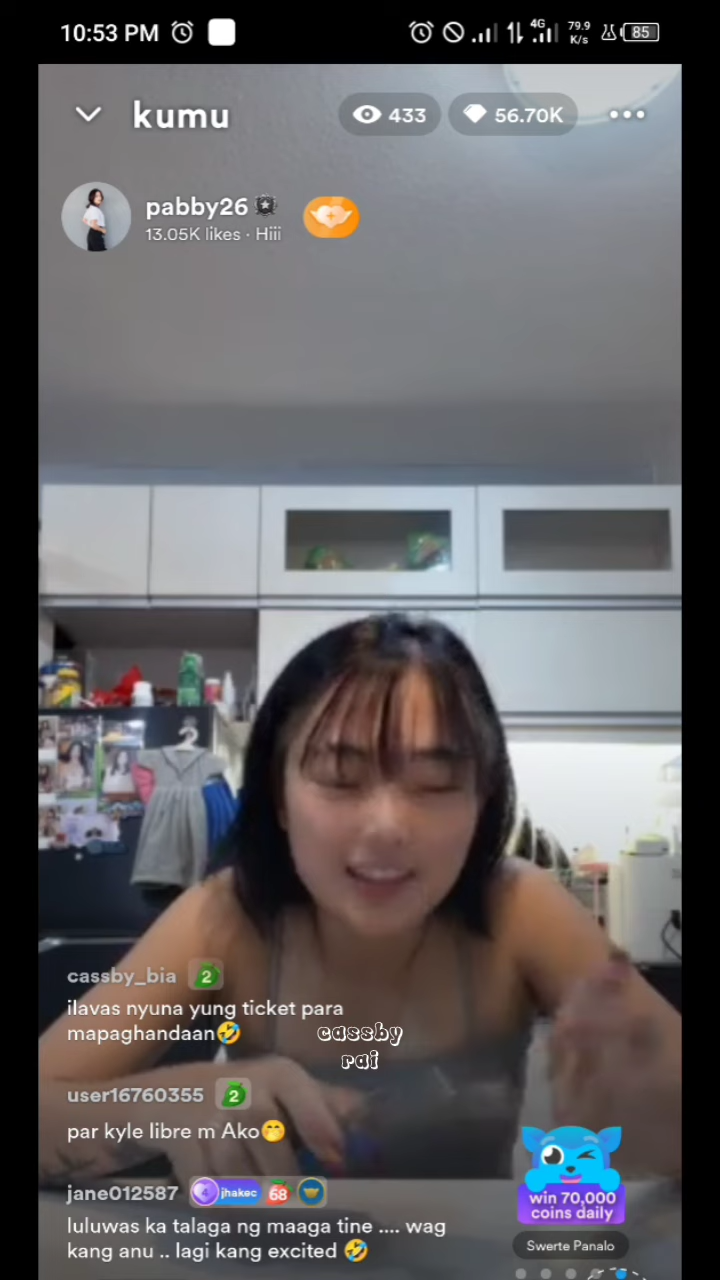 10:53 PM
4G
79.9
K/s
85
kumu
433
56.70K
pabby26
13.05K likes · Hiii
cassby_bia
2
ilavas nyuna yung ticket para
mapaghandaan🤣
cassby
rai
user16760355
2
par kyle libre m Ako🤭
jane012587
4
jhakec
68
luluwas ka talaga ng maaga tine .... wag
kang anu .. lagi kang excited 🤣
win 70,000
coins daily
Swerte Panalo